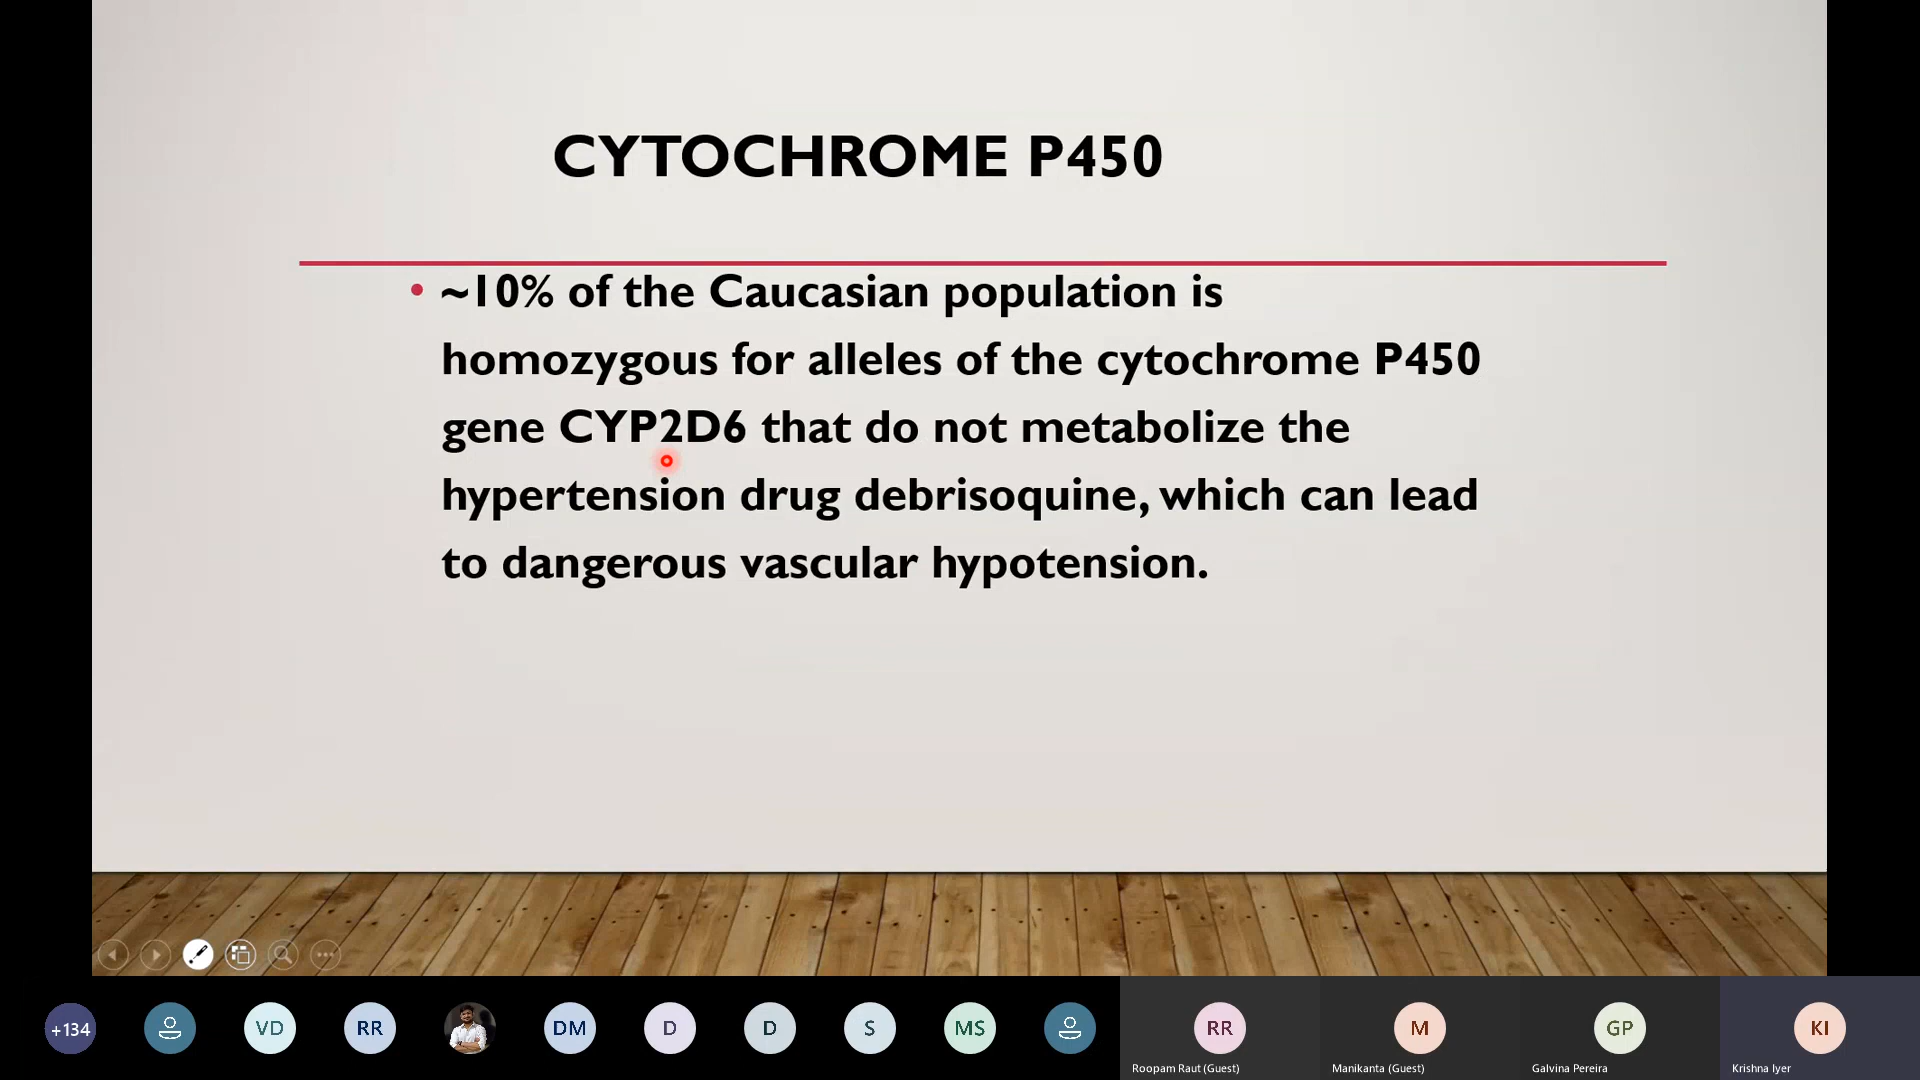 CYTOCHROME P450
• ~10% of the Caucasian population is
homozygous for alleles of the cytochrome P450
gene CYP2D6 that do not metabolize the
hypertension drug debrisoquine, which can lead
to dangerous vascular hypotension.
+134
VD
RR
DM
D
D
S
MS
RR
M
GP
KI
Roopam Raut (Guest)
Manikanta (Guest)
Galvina Pereira
Krishna Iyer